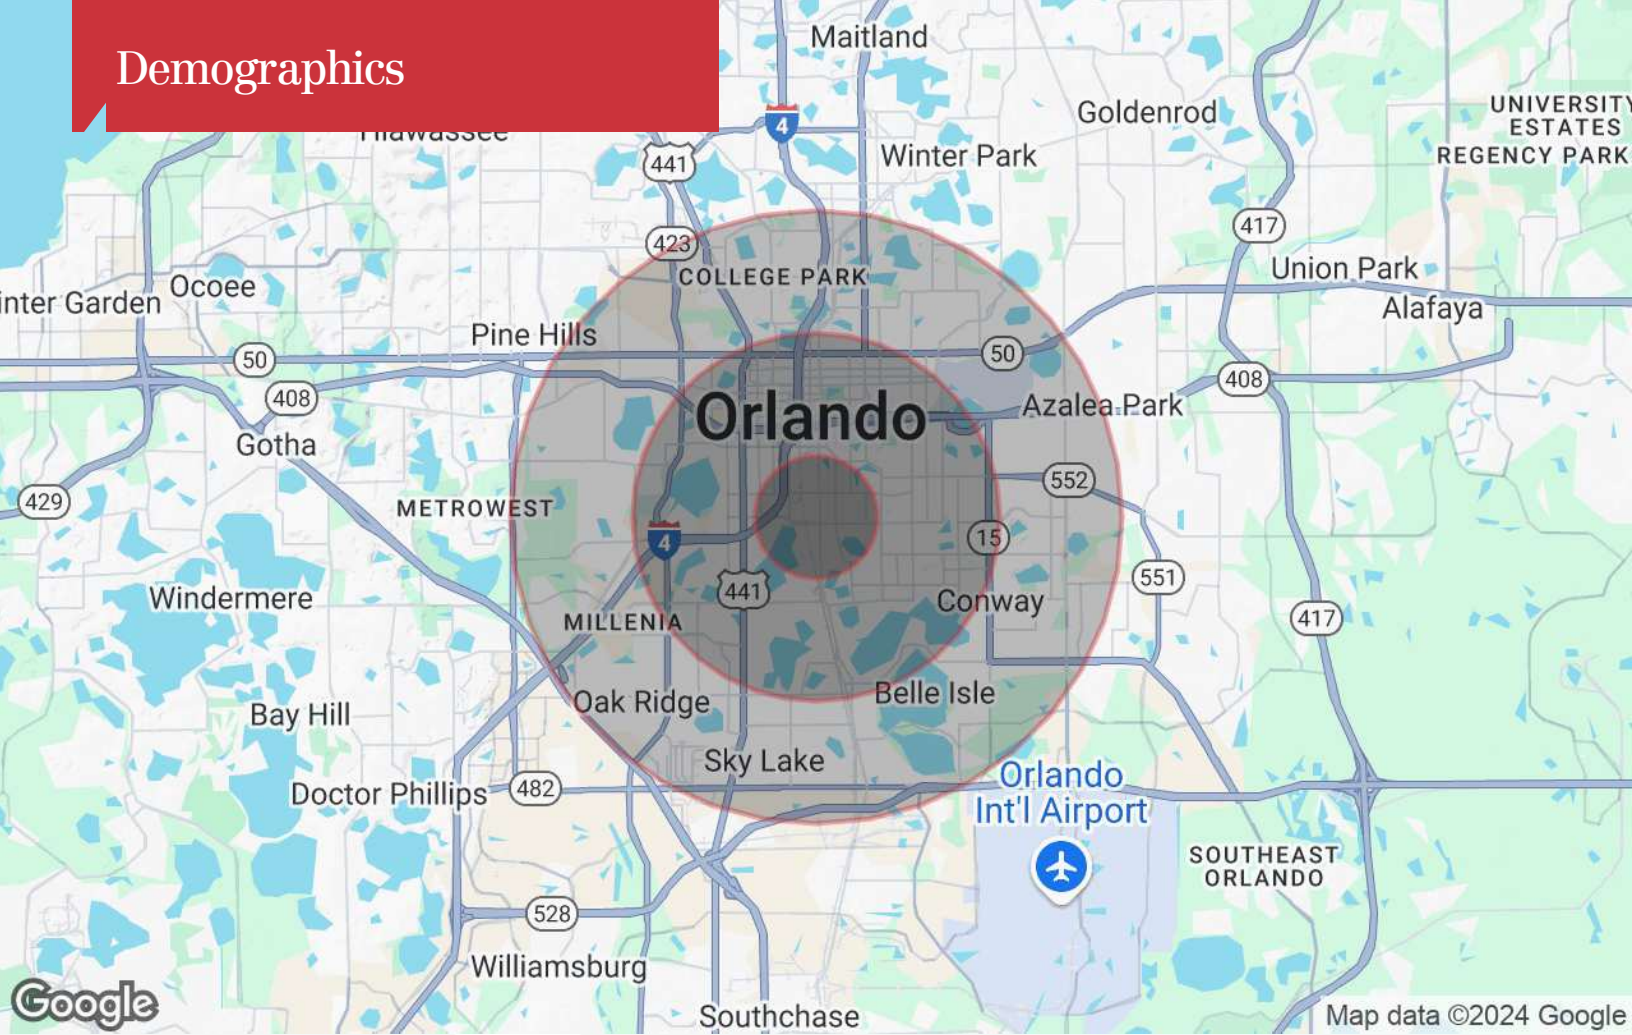 Demographics
Maitland
Goldenrod
UNIVERSITY
ESTATES
REGENCY PARK
Hiawassee
4
441
Winter Park
417
423
COLLEGE PARK
Union Park
Ocoee
inter Garden
Alafaya
Pine Hills
50
50
408
408
Orlando
Azalea Park
Gotha
552
429
METROWEST
4
15
441
551
Windermere
Conway
MILLENIA
417
Oak Ridge
Belle Isle
Bay Hill
Sky Lake
Orlando
Int'l Airport
Doctor Phillips
482
SOUTHEAST
ORLANDO
528
Williamsburg
Google
Southchase
Map data ©2024 Google